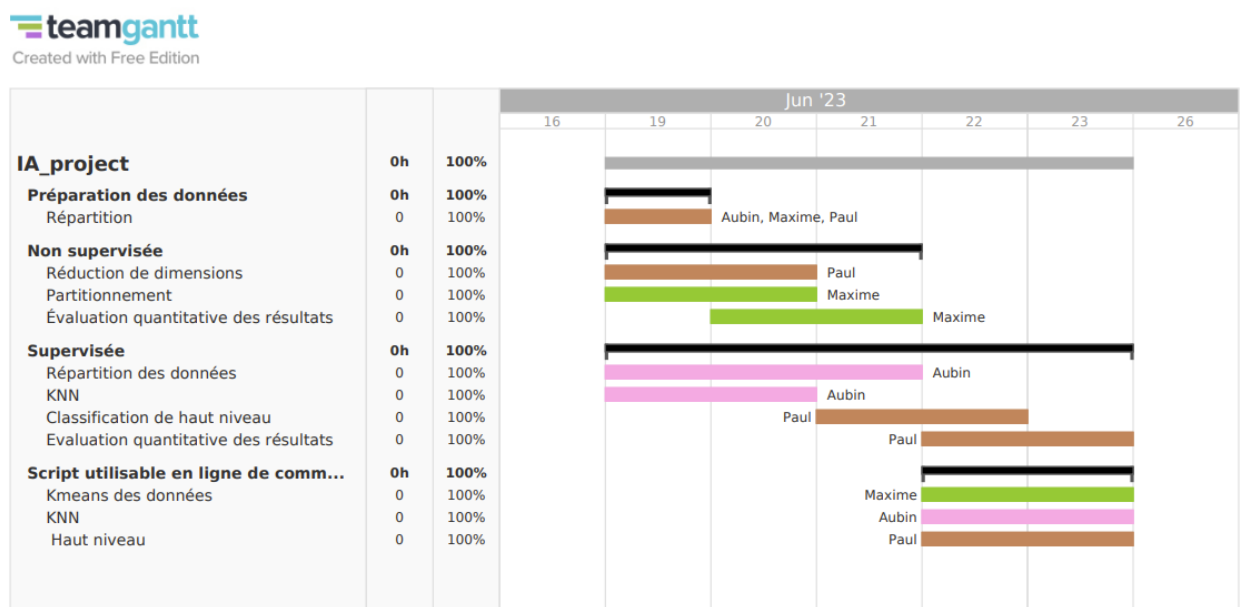 teamgantt
Created with Free Edition
Jun '23
16 19 20 21 22 23 26
IA_project 0h 100%
Préparation des données 0h 100%
Répartition 0 100% Aubin, Maxime, Paul
Non supervisée 0h 100%
Réduction de dimensions 0 100% Paul
Partitionnement 0 100% Maxime
Évaluation quantitative des résultats 0 100% Maxime
Supervisée 0h 100%
Répartition des données 0 100% Aubin
KNN 0 100% Aubin
Classification de haut niveau 0 100% Paul
Evaluation quantitative des résultats 0 100% Paul
Script utilisable en ligne de comm... 0h 100%
Kmeans des données 0 100% Maxime
KNN 0 100% Aubin
Haut niveau 0 100% Paul